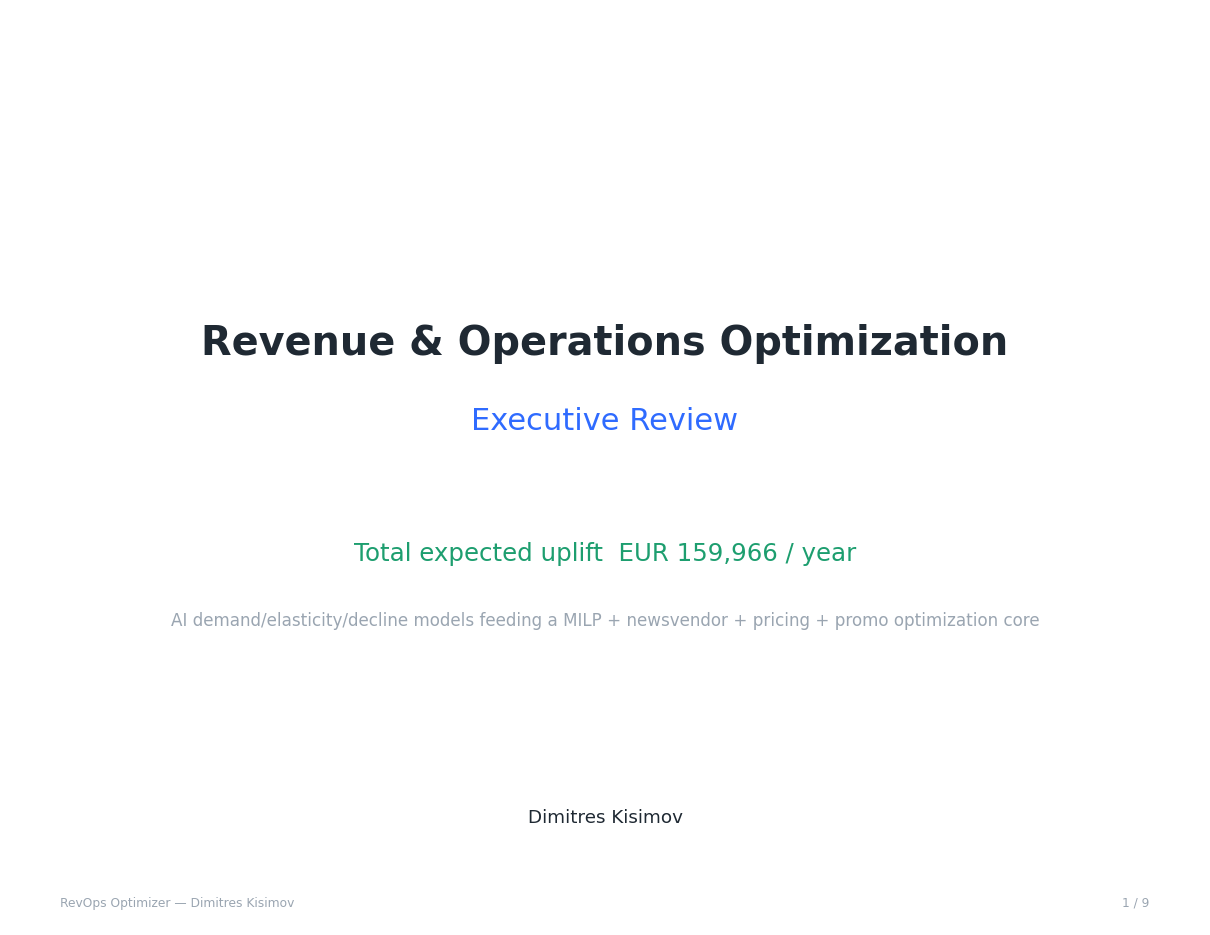 Revenue & Operations Optimization
Executive Review
Total expected uplift  EUR 159,966 / year
AI demand/elasticity/decline models feeding a MILP + newsvendor + pricing + promo optimization core
Dimitres Kisimov
RevOps Optimizer — Dimitres Kisimov
1 / 9